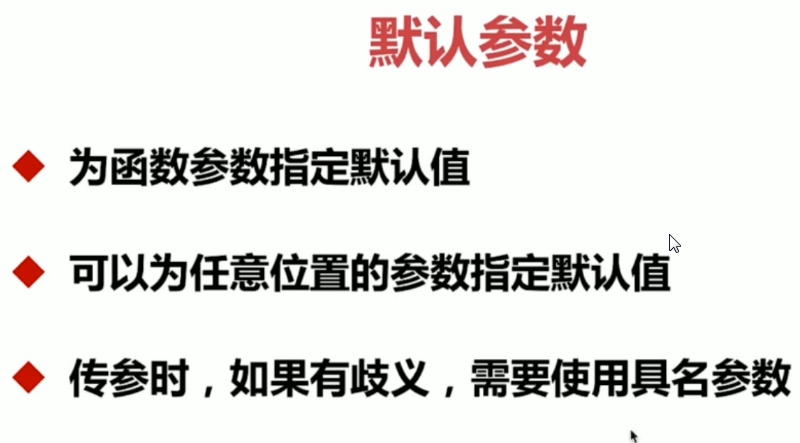 默认参数
为函数参数指定默认值
可以为任意位置的参数指定默认值
传参时，如果有歧义，需要使用具名参数